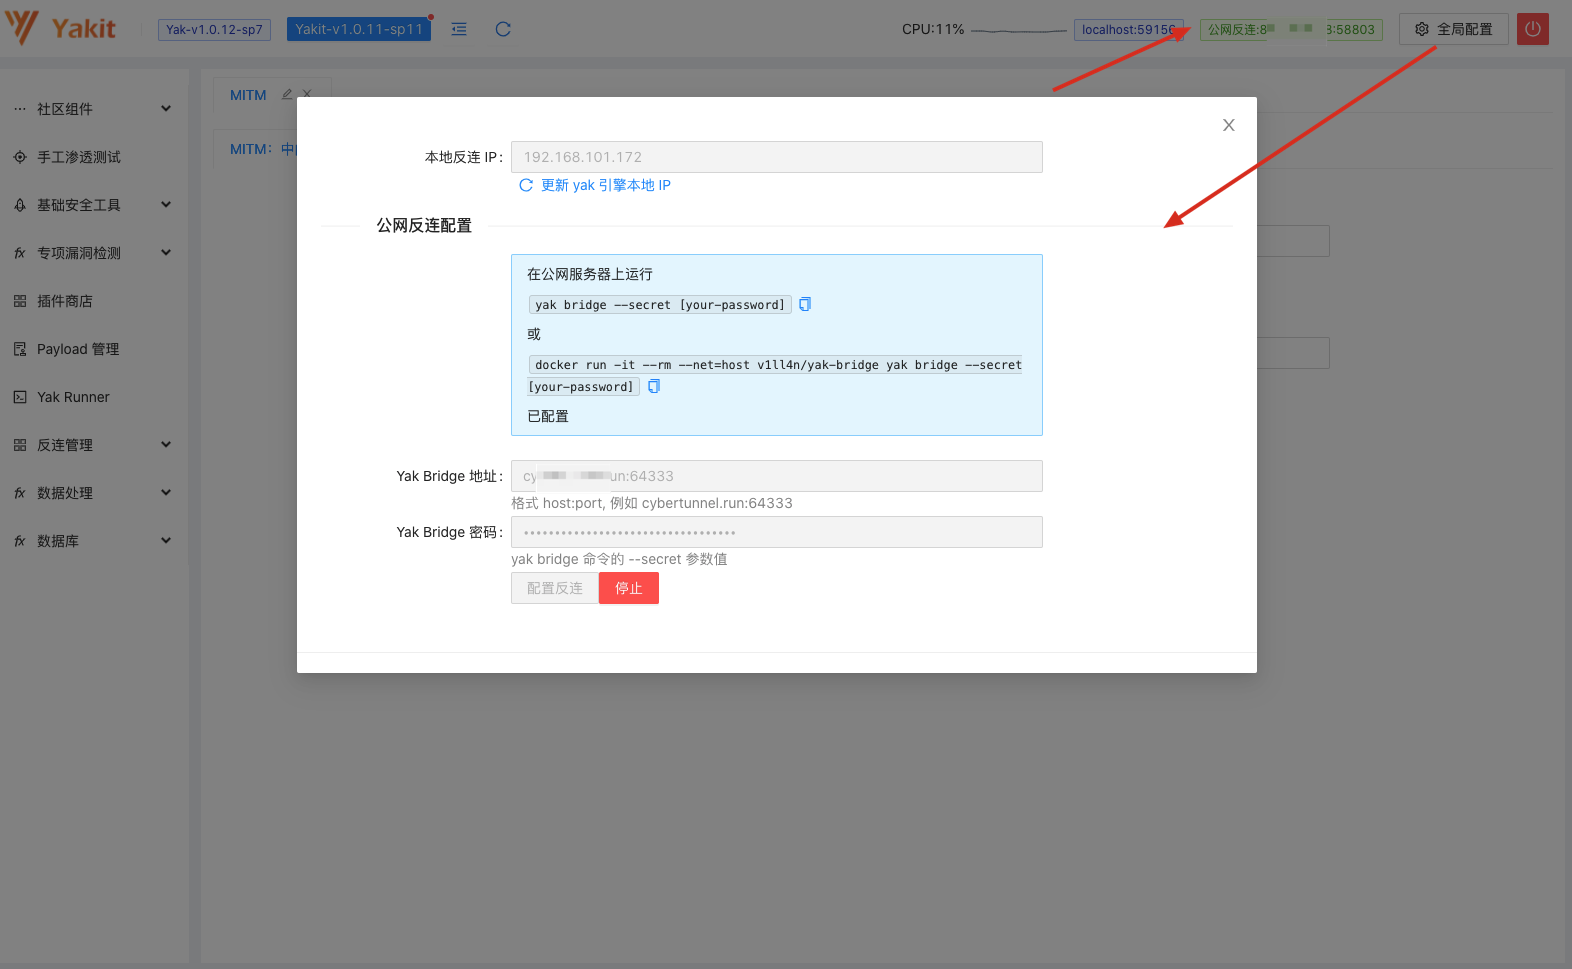 Yakit
Yak-v1.0.12-sp7
Yakit-v1.0.11-sp11
CPU:11%
localhost:59156
公网反连:8 :58803
全局配置
社区组件
手工渗透测试
基础安全工具
专项漏洞检测
插件商店
Payload 管理
Yak Runner
反连管理
数据处理
数据库
MITM
MITM：中
本地反连 IP:
192.168.101.172
更新 yak 引擎本地 IP
公网反连配置
在公网服务器上运行
yak bridge --secret [your-password]
或
docker run -it --rm --net=host v1ll4n/yak-bridge yak bridge --secret
[your-password]
已配置
Yak Bridge 地址:
cy un:64333
格式 host:port, 例如 cybertunnel.run:64333
Yak Bridge 密码:
yak bridge 命令的 --secret 参数值
配置反连
停止